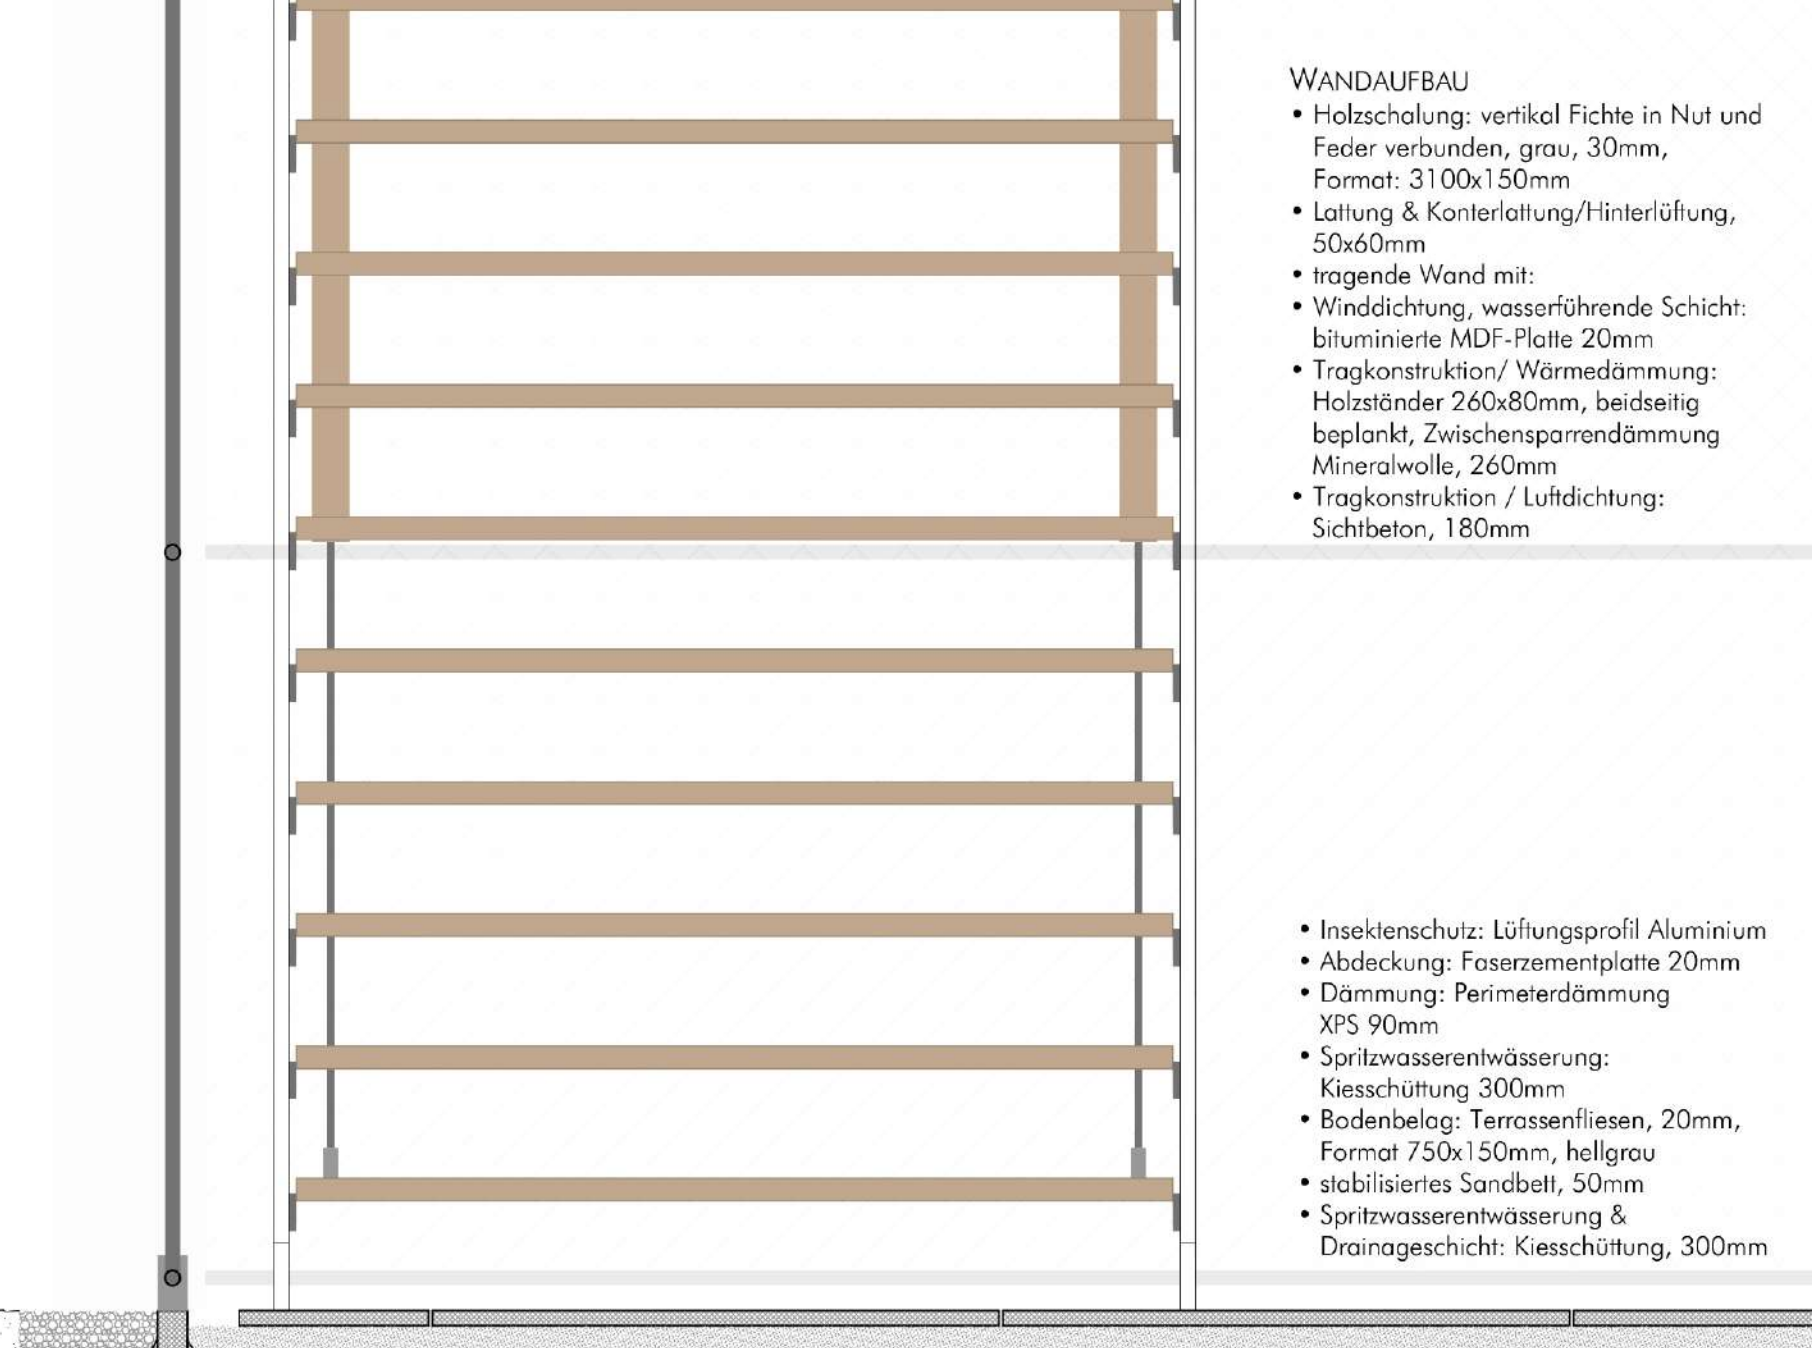 WANDAUFBAU
• Holzschalung: vertikal Fichte in Nut und
Feder verbunden, grau, 30mm,
Format: 3100x150mm
• Lattung & Konterlattung/Hinterlüftung,
50x60mm
• tragende Wand mit:
• Winddichtung, wasserführende Schicht:
bituminierte MDF-Platte 20mm
• Tragkonstruktion/ Wärmedämmung:
Holzständer 260x80mm, beidseitig
beplankt, Zwischensparrendämmung
Mineralwolle, 260mm
• Tragkonstruktion / Luftdichtung:
Sichtbeton, 180mm
• Insektenschutz: Lüftungsprofil Aluminium
• Abdeckung: Faserzementplatte 20mm
• Dämmung: Perimeterdämmung
XPS 90mm
• Spritzwasserentwässerung:
Kiesschüttung 300mm
• Bodenbelag: Terrassenfliesen, 20mm,
Format 750x150mm, hellgrau
• stabilisiertes Sandbett, 50mm
• Spritzwasserentwässerung &
Drainageschicht: Kiesschüttung, 300mm